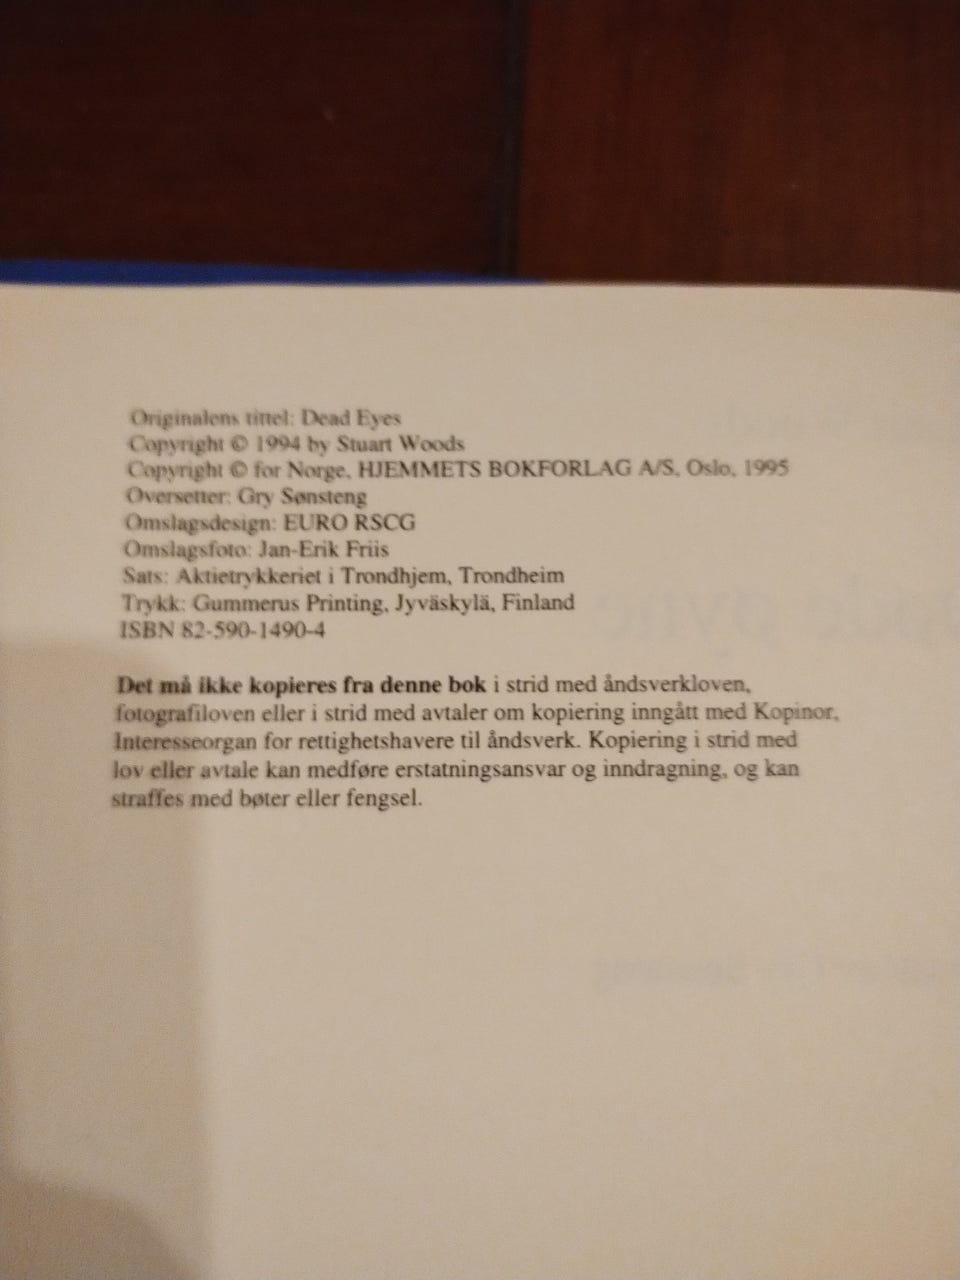 Originalens tittel: Dead Eyes
Copyright © 1994 by Stuart Woods
Copyright © for Norge, HJEMMETS BOKFORLAG A/S, Oslo, 1995
Oversetter: Gry Sønsteng
Omslagsdesign: EURO RSCG
Omslagsfoto: Jan-Erik Friis
Sats: Aktietrykkeriet i Trondhjem, Trondheim
Trykk: Gummerus Printing, Jyväskylä, Finland
ISBN 82-590-1490-4
Det må ikke kopieres fra denne bok i strid med åndsverkloven,
fotografiloven eller i strid med avtaler om kopiering inngått med Kopinor,
Interesseorgan for rettighetshavere til åndsverk. Kopiering i strid med
lov eller avtale kan medføre erstatningsansvar og inndragning, og kan
straffes med bøter eller fengsel.